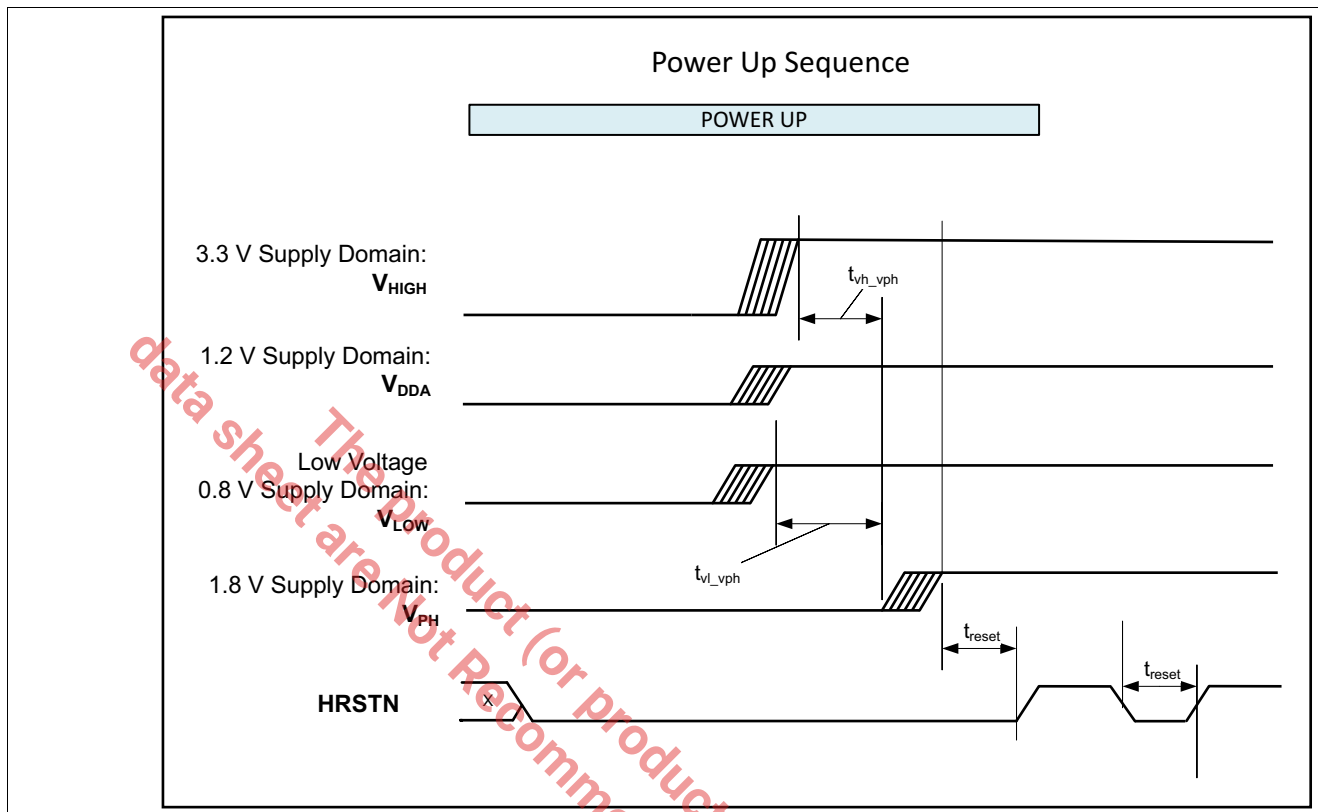 Power Up Sequence
POWER UP
3.3 V Supply Domain:
VHIGH
tvh_vph
1.2 V Supply Domain:
VDDA
Low Voltage
0.8 V Supply Domain:
VLOW
tvl_vph
1.8 V Supply Domain:
VPH
treset
treset
HRSTN
X
The product (or product
data sheet are Not Recomme